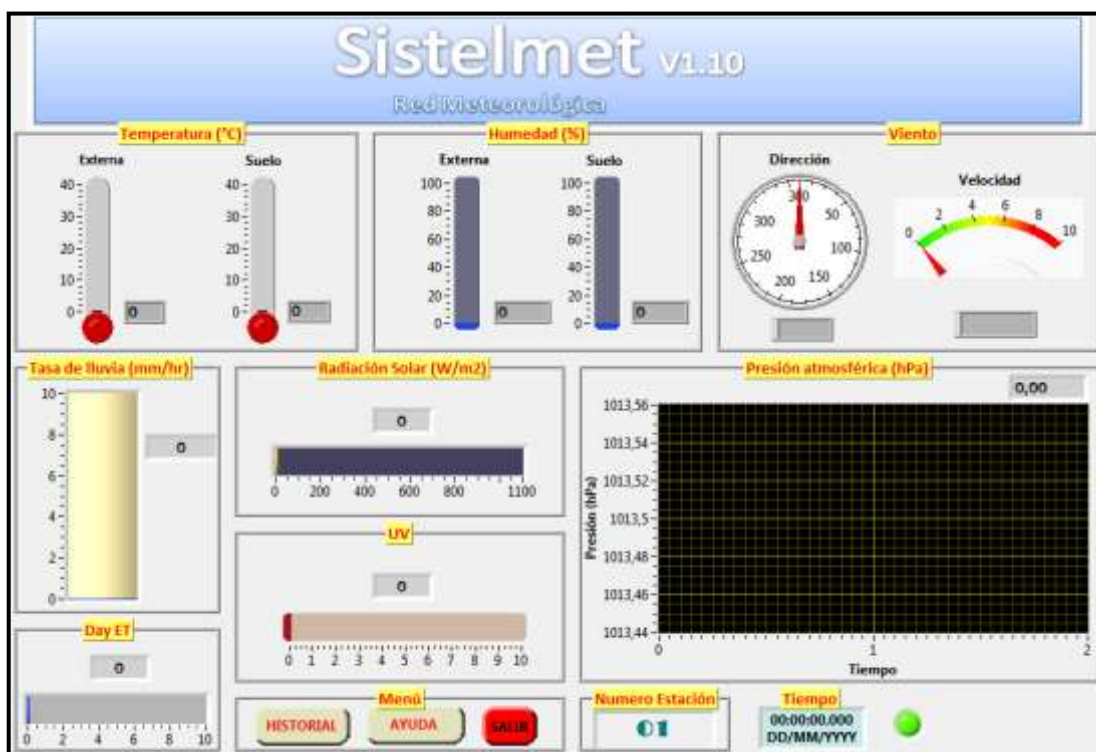 Sistelmet V1.10
Red Meteorológica
Temperatura (°C)
Externa
Suelo
40
30
20
10
0
0
40
30
20
10
0
0
Humedad (%)
Externa
Suelo
100
80
60
40
20
0
0
100
80
60
40
20
0
0
Viento
Dirección
50
100
150
200
250
300
Velocidad
0 2 4 6 8 10
Tasa de lluvia (mm/hr)
10
8
6
4
2
0
0
Radiación Solar (W/m2)
0
0 200 400 600 800 1100
UV
0
0 1 2 3 4 5 6 7 8 9 10
Presión atmosférica (hPa)
0,00
Presión (hPa)
1013,56
1013,54
1013,52
1013,5
1013,48
1013,46
1013,44
0 1 2
Tiempo
Day ET
0
0 2 4 6 8 10
Menú
HISTORIAL AYUDA SALIR
Numero Estación
01
Tiempo
00:00:00.000
DD/MM/YYYY